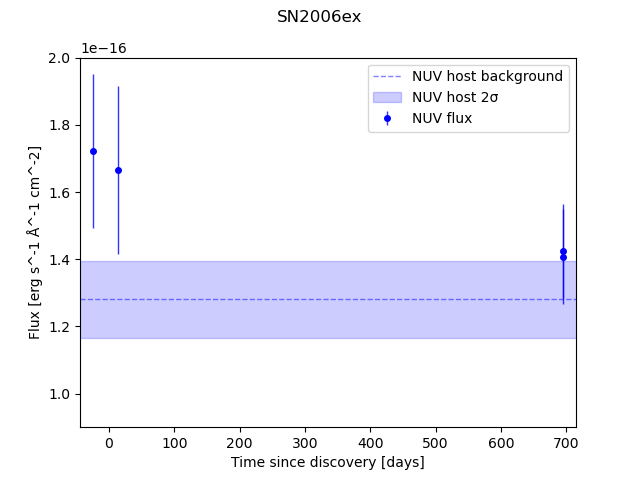 SN2006ex
1e−16
2.0
1.8
1.6
1.4
1.2
1.0
Flux [erg s^-1 Å^-1 cm^-2]
NUV host background
NUV host 2σ
NUV flux
0 100 200 300 400 500 600 700
Time since discovery [days]